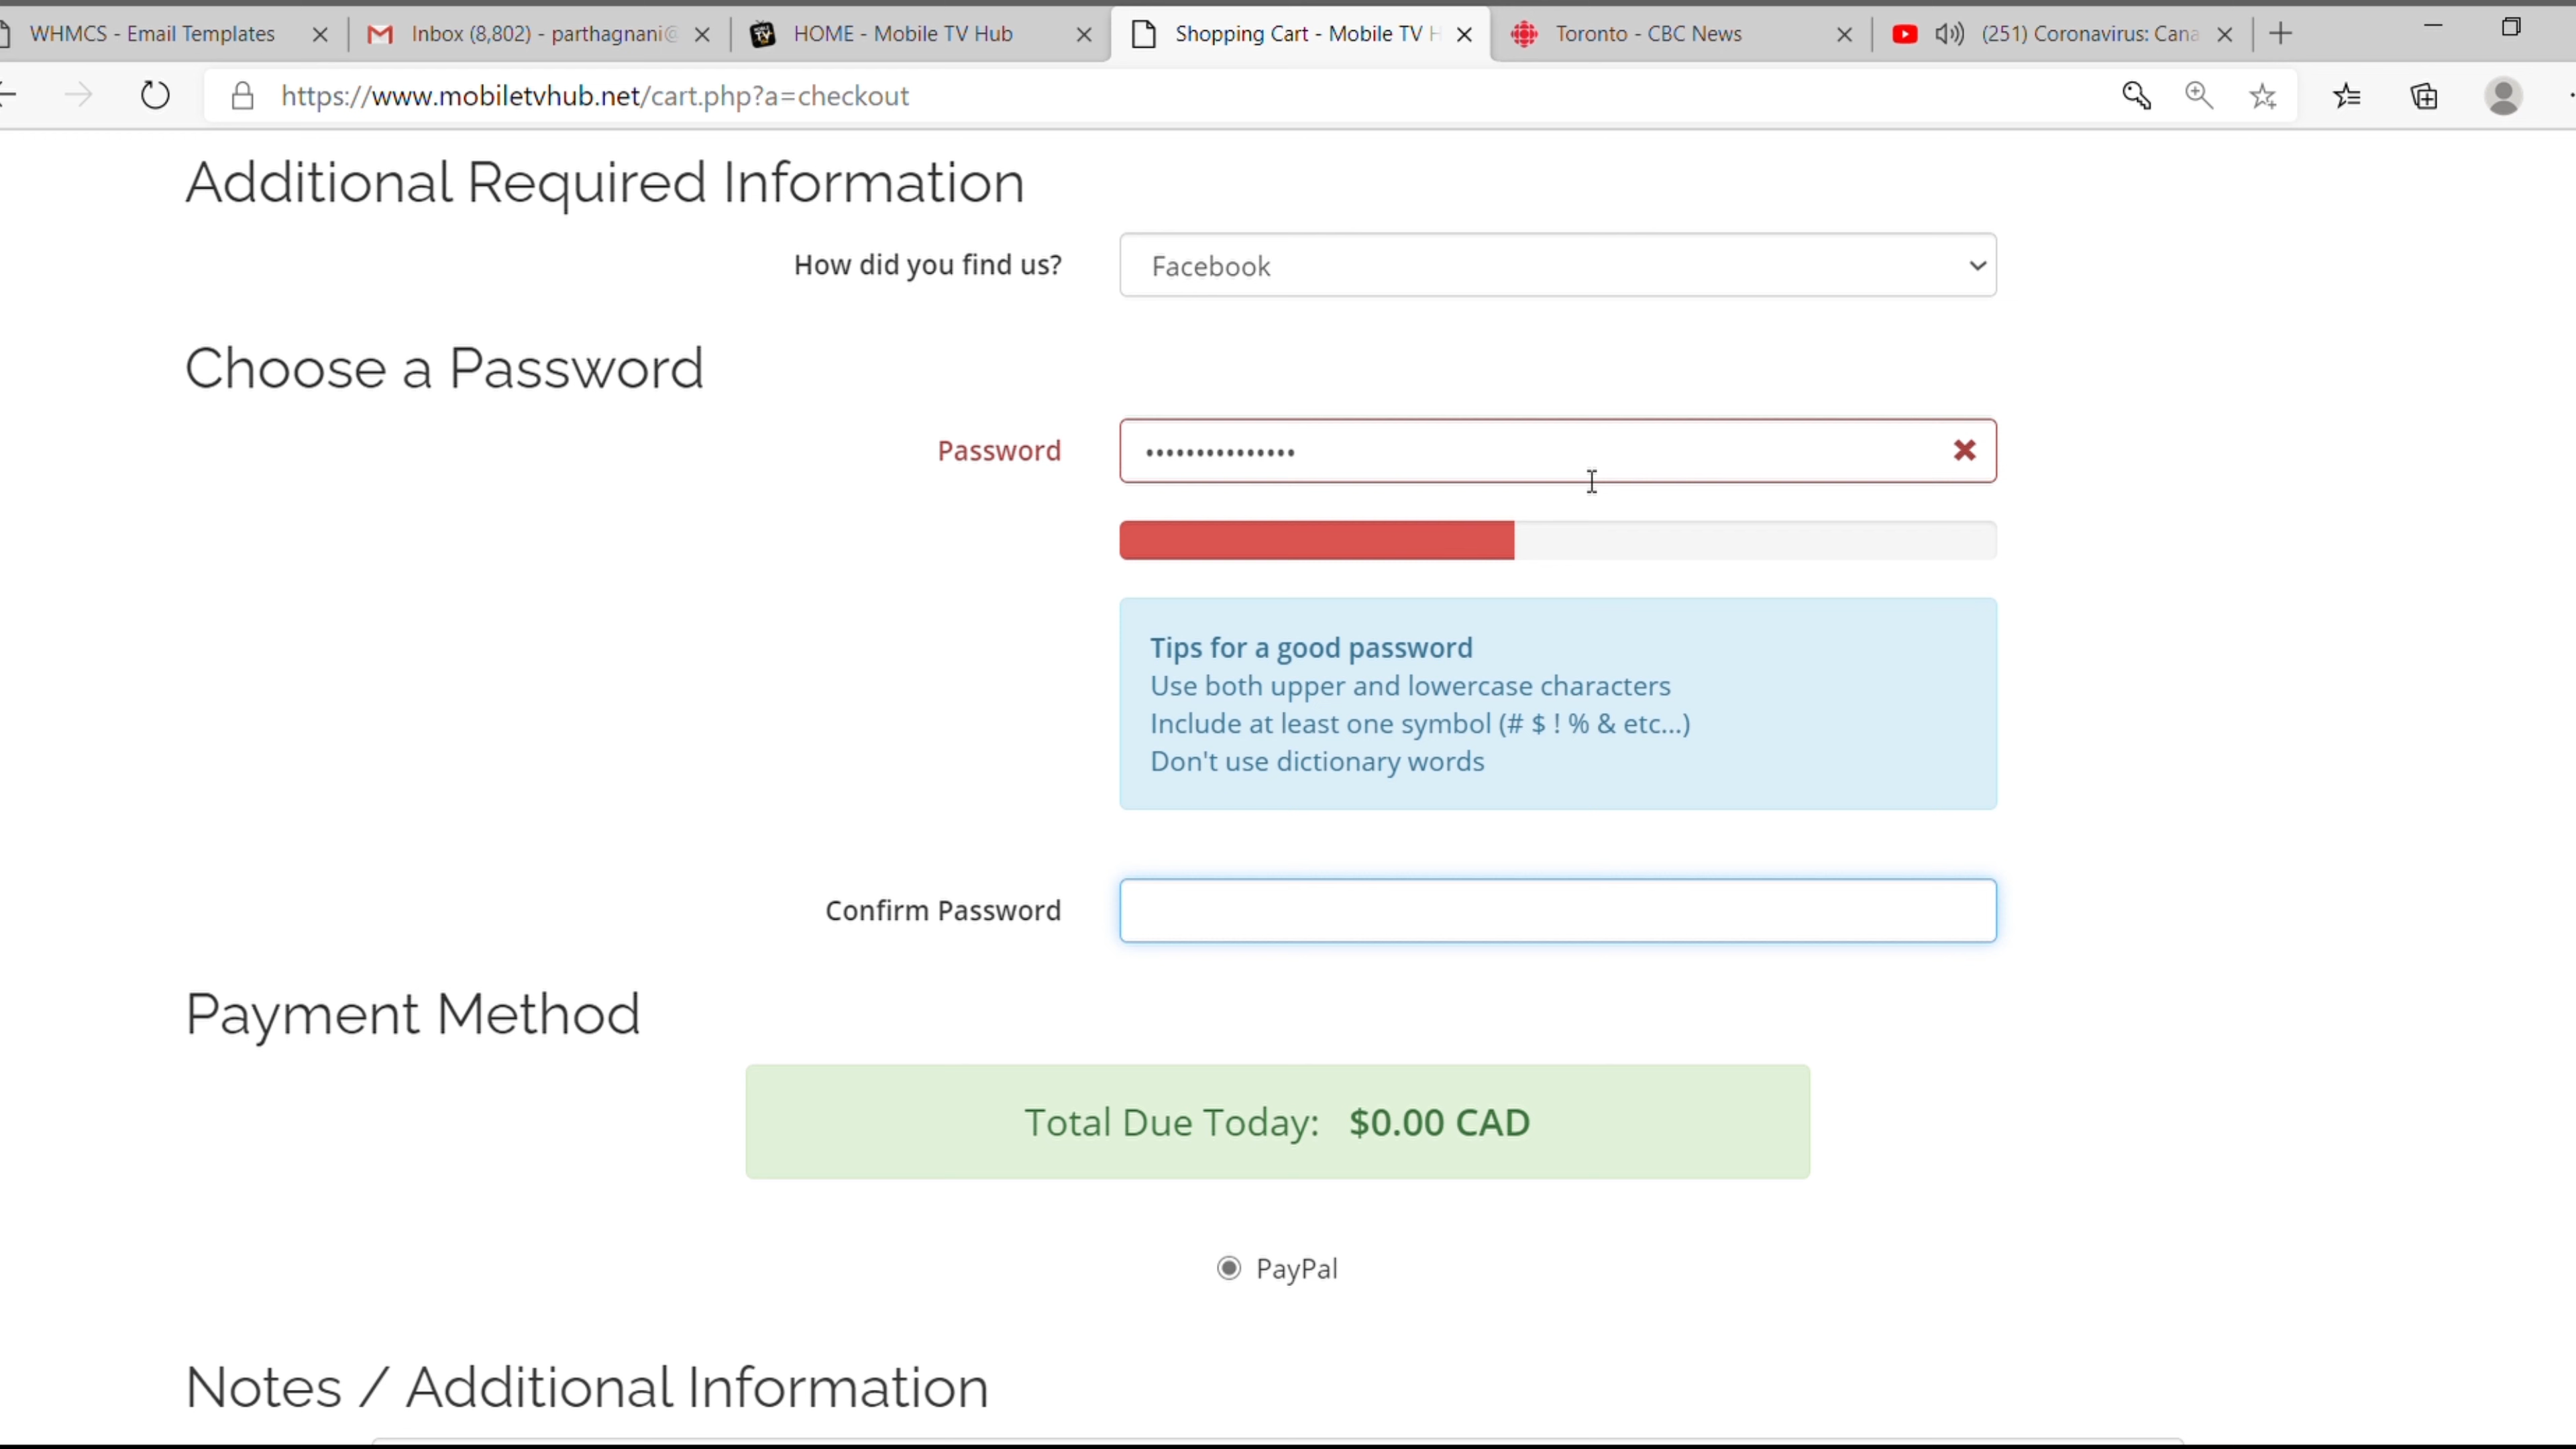 WHMCS - Email Templates
Inbox (8,802) - parthagnani@
HOME - Mobile TV Hub
Shopping Cart - Mobile TV H
Toronto - CBC News
(251) Coronavirus: Cana
https://www.mobiletvhub.net/cart.php?a=checkout
Additional Required Information
How did you find us?
Facebook
Choose a Password
Password
Tips for a good password
Use both upper and lowercase characters
Include at least one symbol (# $ ! % & etc...)
Don't use dictionary words
Confirm Password
Payment Method
Total Due Today: $0.00 CAD
PayPal
Notes / Additional Information